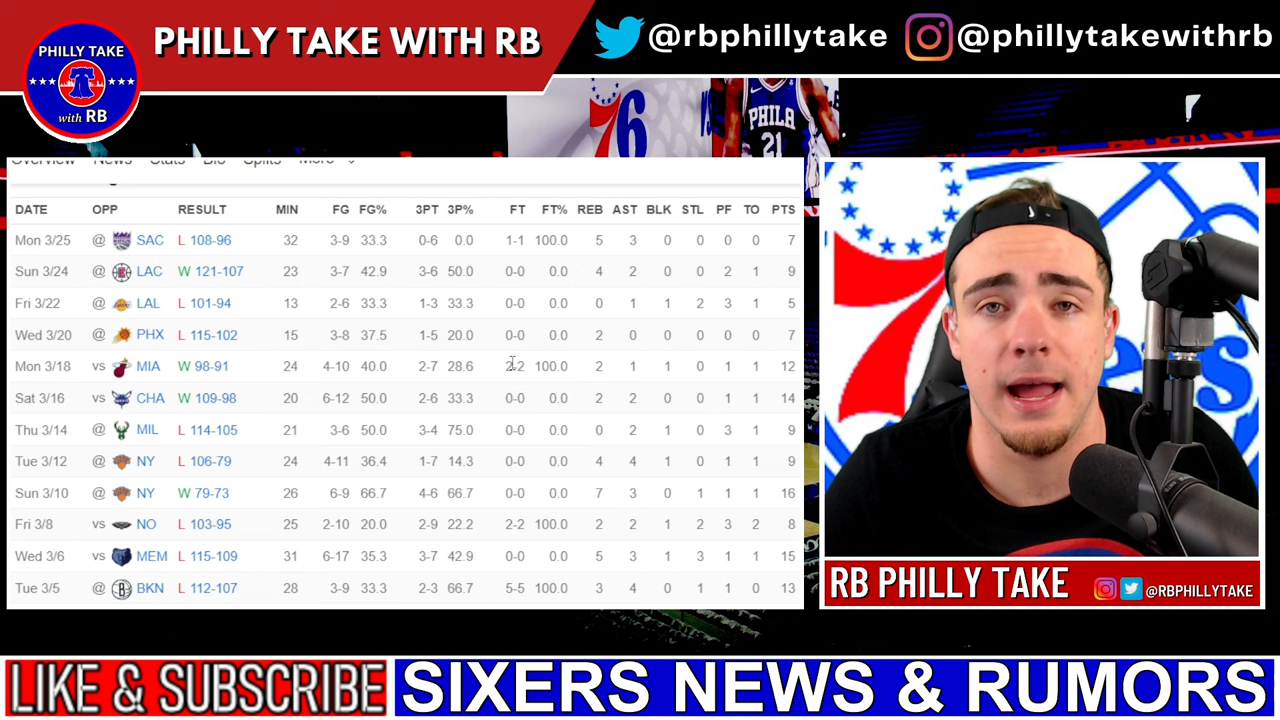 PHILLY TAKE WITH RB
@rbphillytake
@phillytakewithrb
PHILLY TAKE
with RB
76
PHILA
21
Overview News Stats Bio Splits More
DATE OPP RESULT MIN FG FG% 3PT 3P% FT FT% REB AST BLK STL PF TO PTS
Mon 3/25 @ SAC L 108-96 32 3-9 33.3 0-6 0.0 1-1 100.0 5 3 0 0 0 0 7
Sun 3/24 @ LAC W 121-107 23 3-7 42.9 3-6 50.0 0-0 0.0 4 2 0 0 2 1 9
Fri 3/22 @ LAL L 101-94 13 2-6 33.3 1-3 33.3 0-0 0.0 0 1 1 2 3 1 5
Wed 3/20 @ PHX L 115-102 15 3-8 37.5 1-5 20.0 0-0 0.0 2 0 0 0 0 1 7
Mon 3/18 vs MIA W 98-91 24 4-10 40.0 2-7 28.6 2-2 100.0 2 1 1 0 1 1 12
Sat 3/16 vs CHA W 109-98 20 6-12 50.0 2-6 33.3 0-0 0.0 2 2 0 0 1 1 14
Thu 3/14 @ MIL L 114-105 21 3-6 50.0 3-4 75.0 0-0 0.0 0 2 1 0 3 1 9
Tue 3/12 @ NY L 106-79 24 4-11 36.4 1-7 14.3 0-0 0.0 4 4 1 0 1 1 9
Sun 3/10 @ NY W 79-73 26 6-9 66.7 4-6 66.7 0-0 0.0 7 3 0 1 1 1 16
Fri 3/8 vs NO L 103-95 25 2-10 20.0 2-9 22.2 2-2 100.0 2 2 1 2 3 2 8
Wed 3/6 vs MEM L 115-109 31 6-17 35.3 3-7 42.9 0-0 0.0 5 3 1 3 1 1 15
Tue 3/5 @ BKN L 112-107 28 3-9 33.3 2-3 66.7 5-5 100.0 3 4 0 1 1 0 13
RB PHILLY TAKE
@RBPHILLYTAKE
LIKE & SUBSCRIBE
SIXERS NEWS & RUMORS